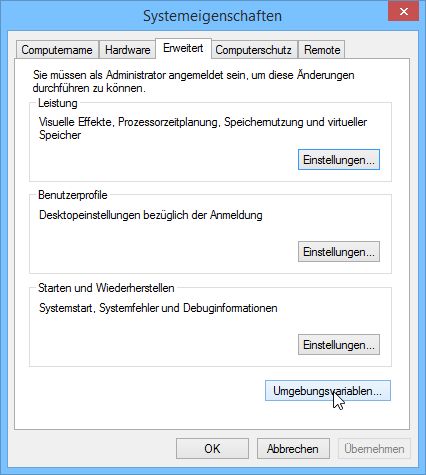 Systemeigenschaften
Computername Hardware Erweitert Computerschutz Remote
Sie müssen als Administrator angemeldet sein, um diese Änderungen
durchführen zu können.
Leistung
Visuelle Effekte, Prozessorzeitplanung, Speichernutzung und virtueller
Speicher
Einstellungen...
Benutzerprofile
Desktopeinstellungen bezüglich der Anmeldung
Einstellungen...
Starten und Wiederherstellen
Systemstart, Systemfehler und Debuginformationen
Einstellungen...
Umgebungsvariablen...
OK Abbrechen Übernehmen